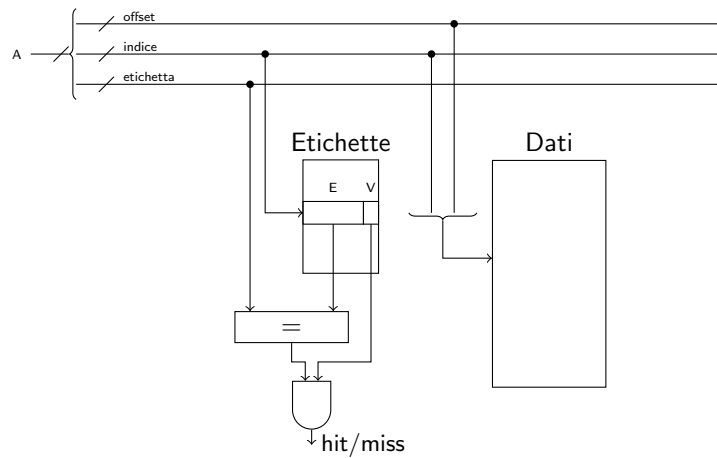 offset
A
indice
etichetta
Etichette
Dati
E
V
=
hit/miss